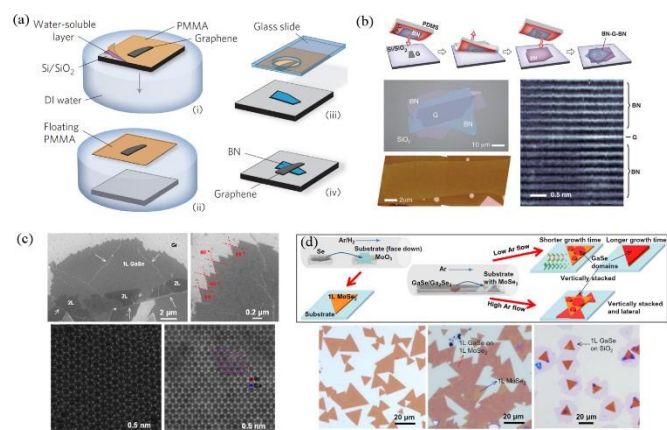 (a)
Water-soluble
layer
PMMA
Graphene
Si/SiO2
DI water
(i)
Floating
PMMA
(ii)
Glass slide
(iii)
BN
Graphene
(iv)
(b)
PDMS
BN
Si/SiO2
G
BN-G-BN
BN
G
BN
SiO2
10 μm
2μm
BN
G
BN
0.5 nm
(c)
Gr
1L GaSe
2L
2L
2L
2 μm
0.2 μm
0.5 nm
0.5 nm
(d)
Ar/H2
Se
Substrate (face down)
MoO3
1L MoSe2
Substrate
Ar
GaSe/Ga2Se3
Substrate
with MoSe2
Low Ar flow
High Ar flow
Shorter growth time
Longer growth time
GaSe
domains
Vertically
stacked
Vertically stacked
and lateral
1L GaSe on
1L MoSe2
1L MoSe2
1L GaSe
on SiO2
20 μm
20 μm
20 μm